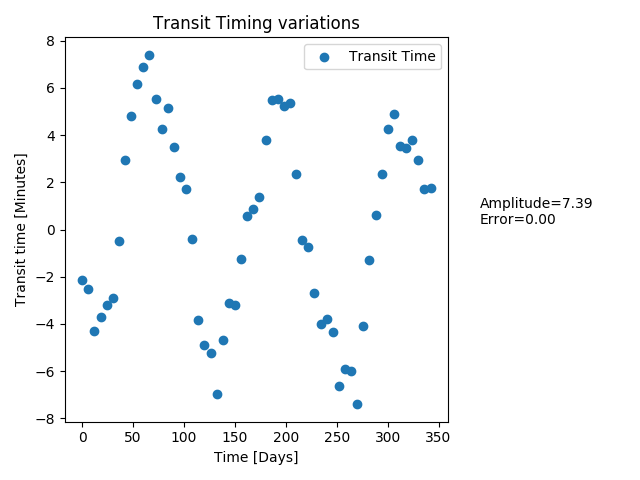 Transit Timing variations
Transit Time
Transit time [Minutes]
8
6
4
2
0
−2
−4
−6
−8
0 50 100 150 200 250 300 350
Time [Days]
Amplitude=7.39
Error=0.00